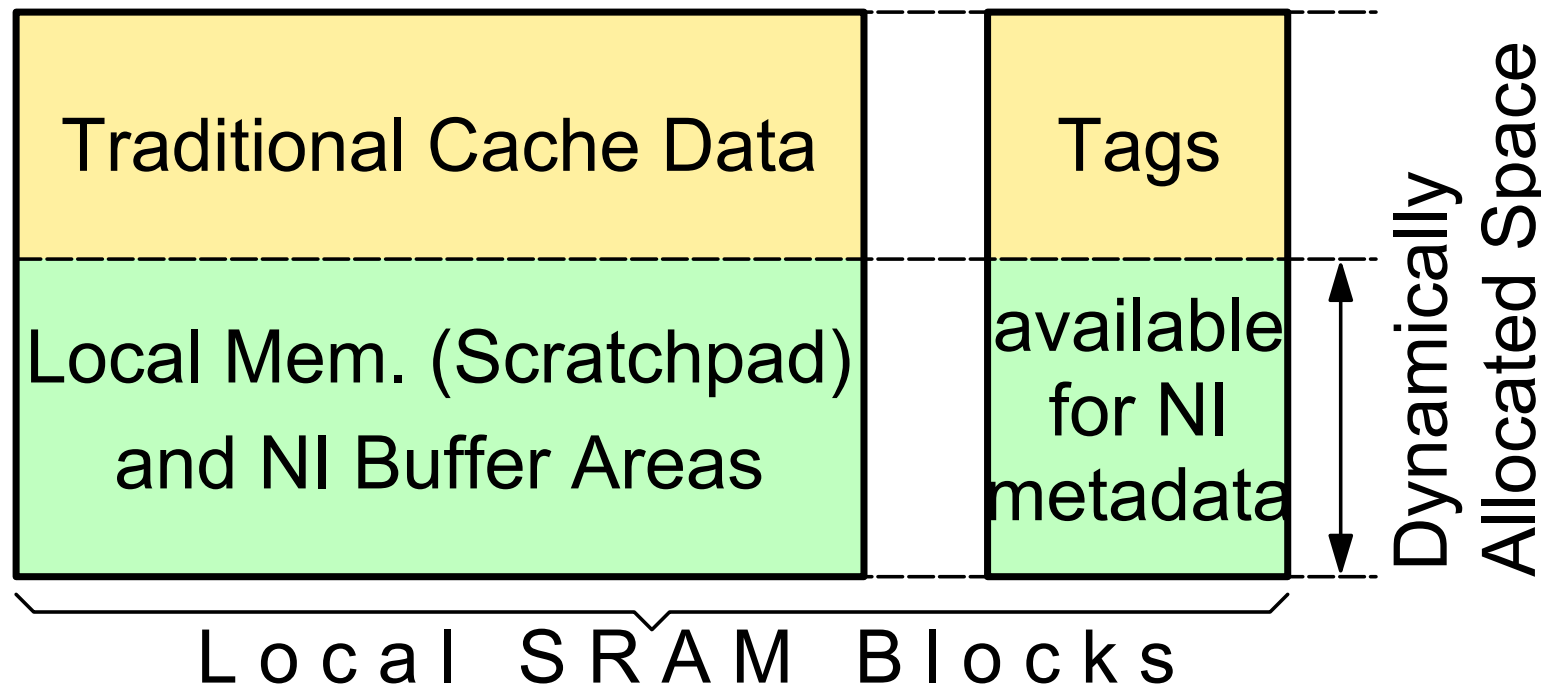 Traditional Cache Data
Tags
Local Mem. (Scratchpad)
and NI Buffer Areas
available
for NI
metadata
Dynamically
Allocated Space
Local SRAM Blocks